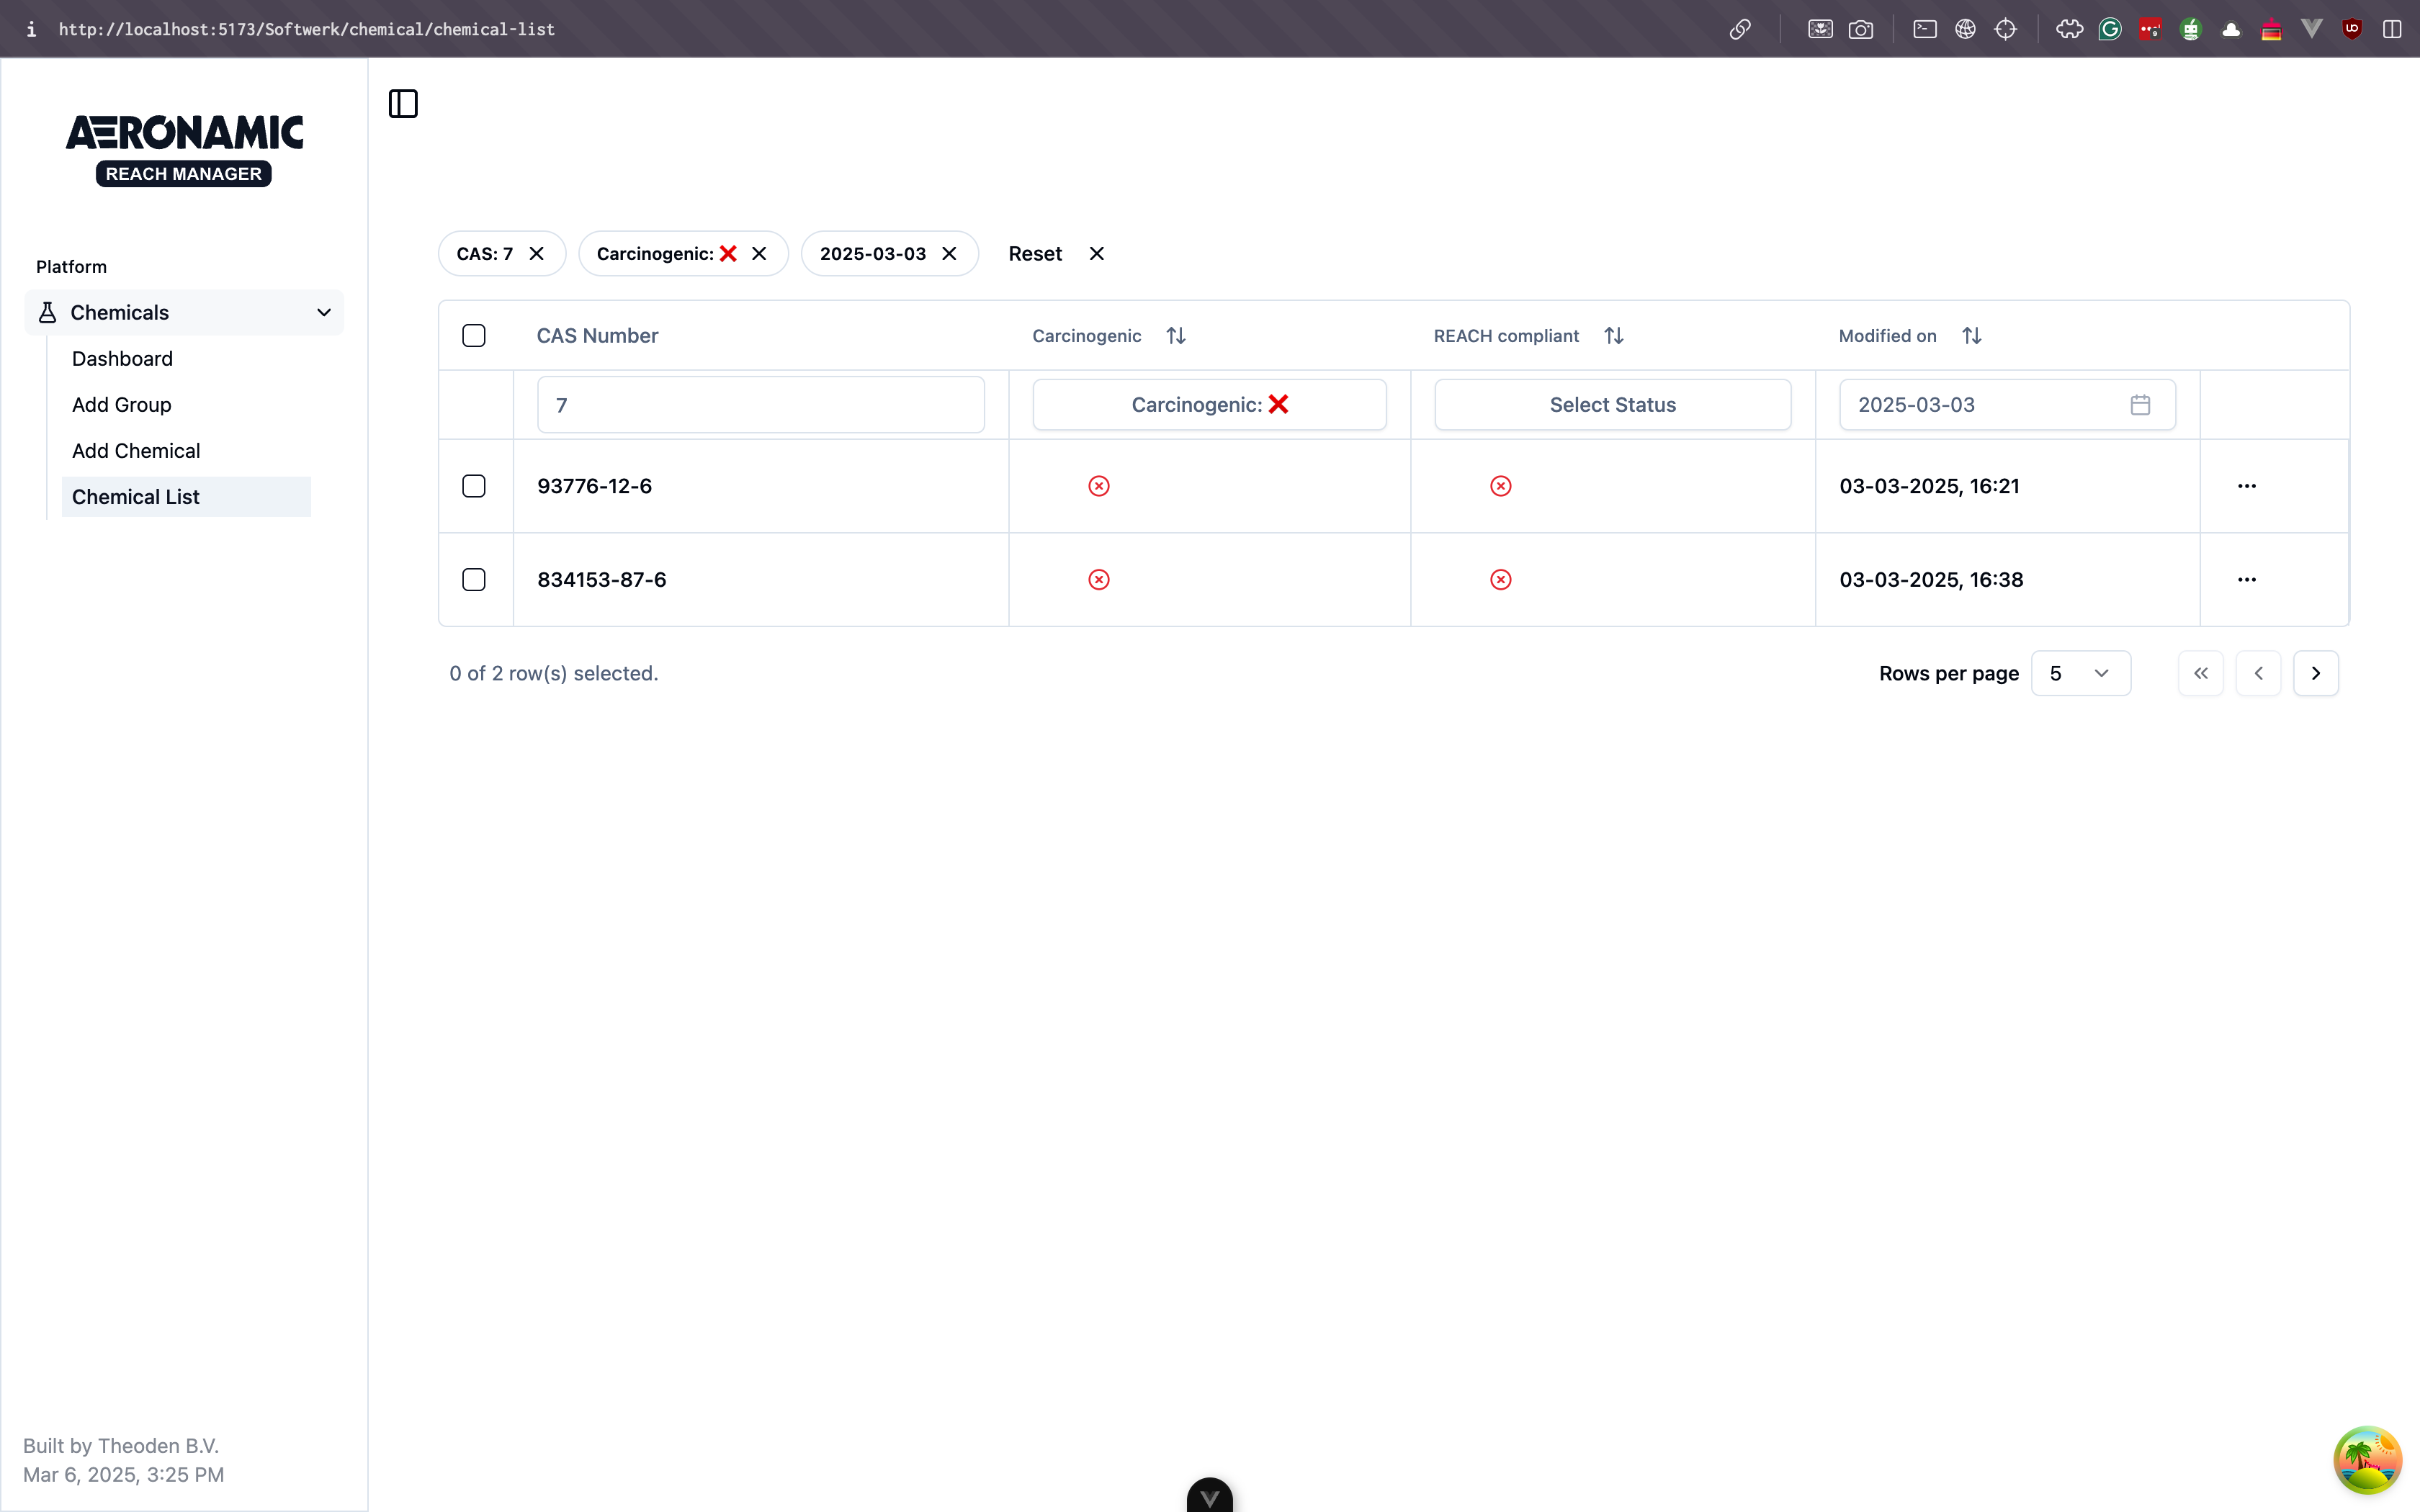 http://localhost:5173/Softwerk/chemical/chemical-list
AERONAMIC
REACH MANAGER
Platform
Chemicals
Dashboard
Add Group
Add Chemical
Chemical List
CAS: 7
Carcinogenic: ❌
2025-03-03
Reset
CAS Number
Carcinogenic
REACH compliant
Modified on
7
Carcinogenic: ❌
Select Status
2025-03-03
93776-12-6
03-03-2025, 16:21
834153-87-6
03-03-2025, 16:38
0 of 2 row(s) selected.
Rows per page
5
Built by Theoden B.V.
Mar 6, 2025, 3:25 PM